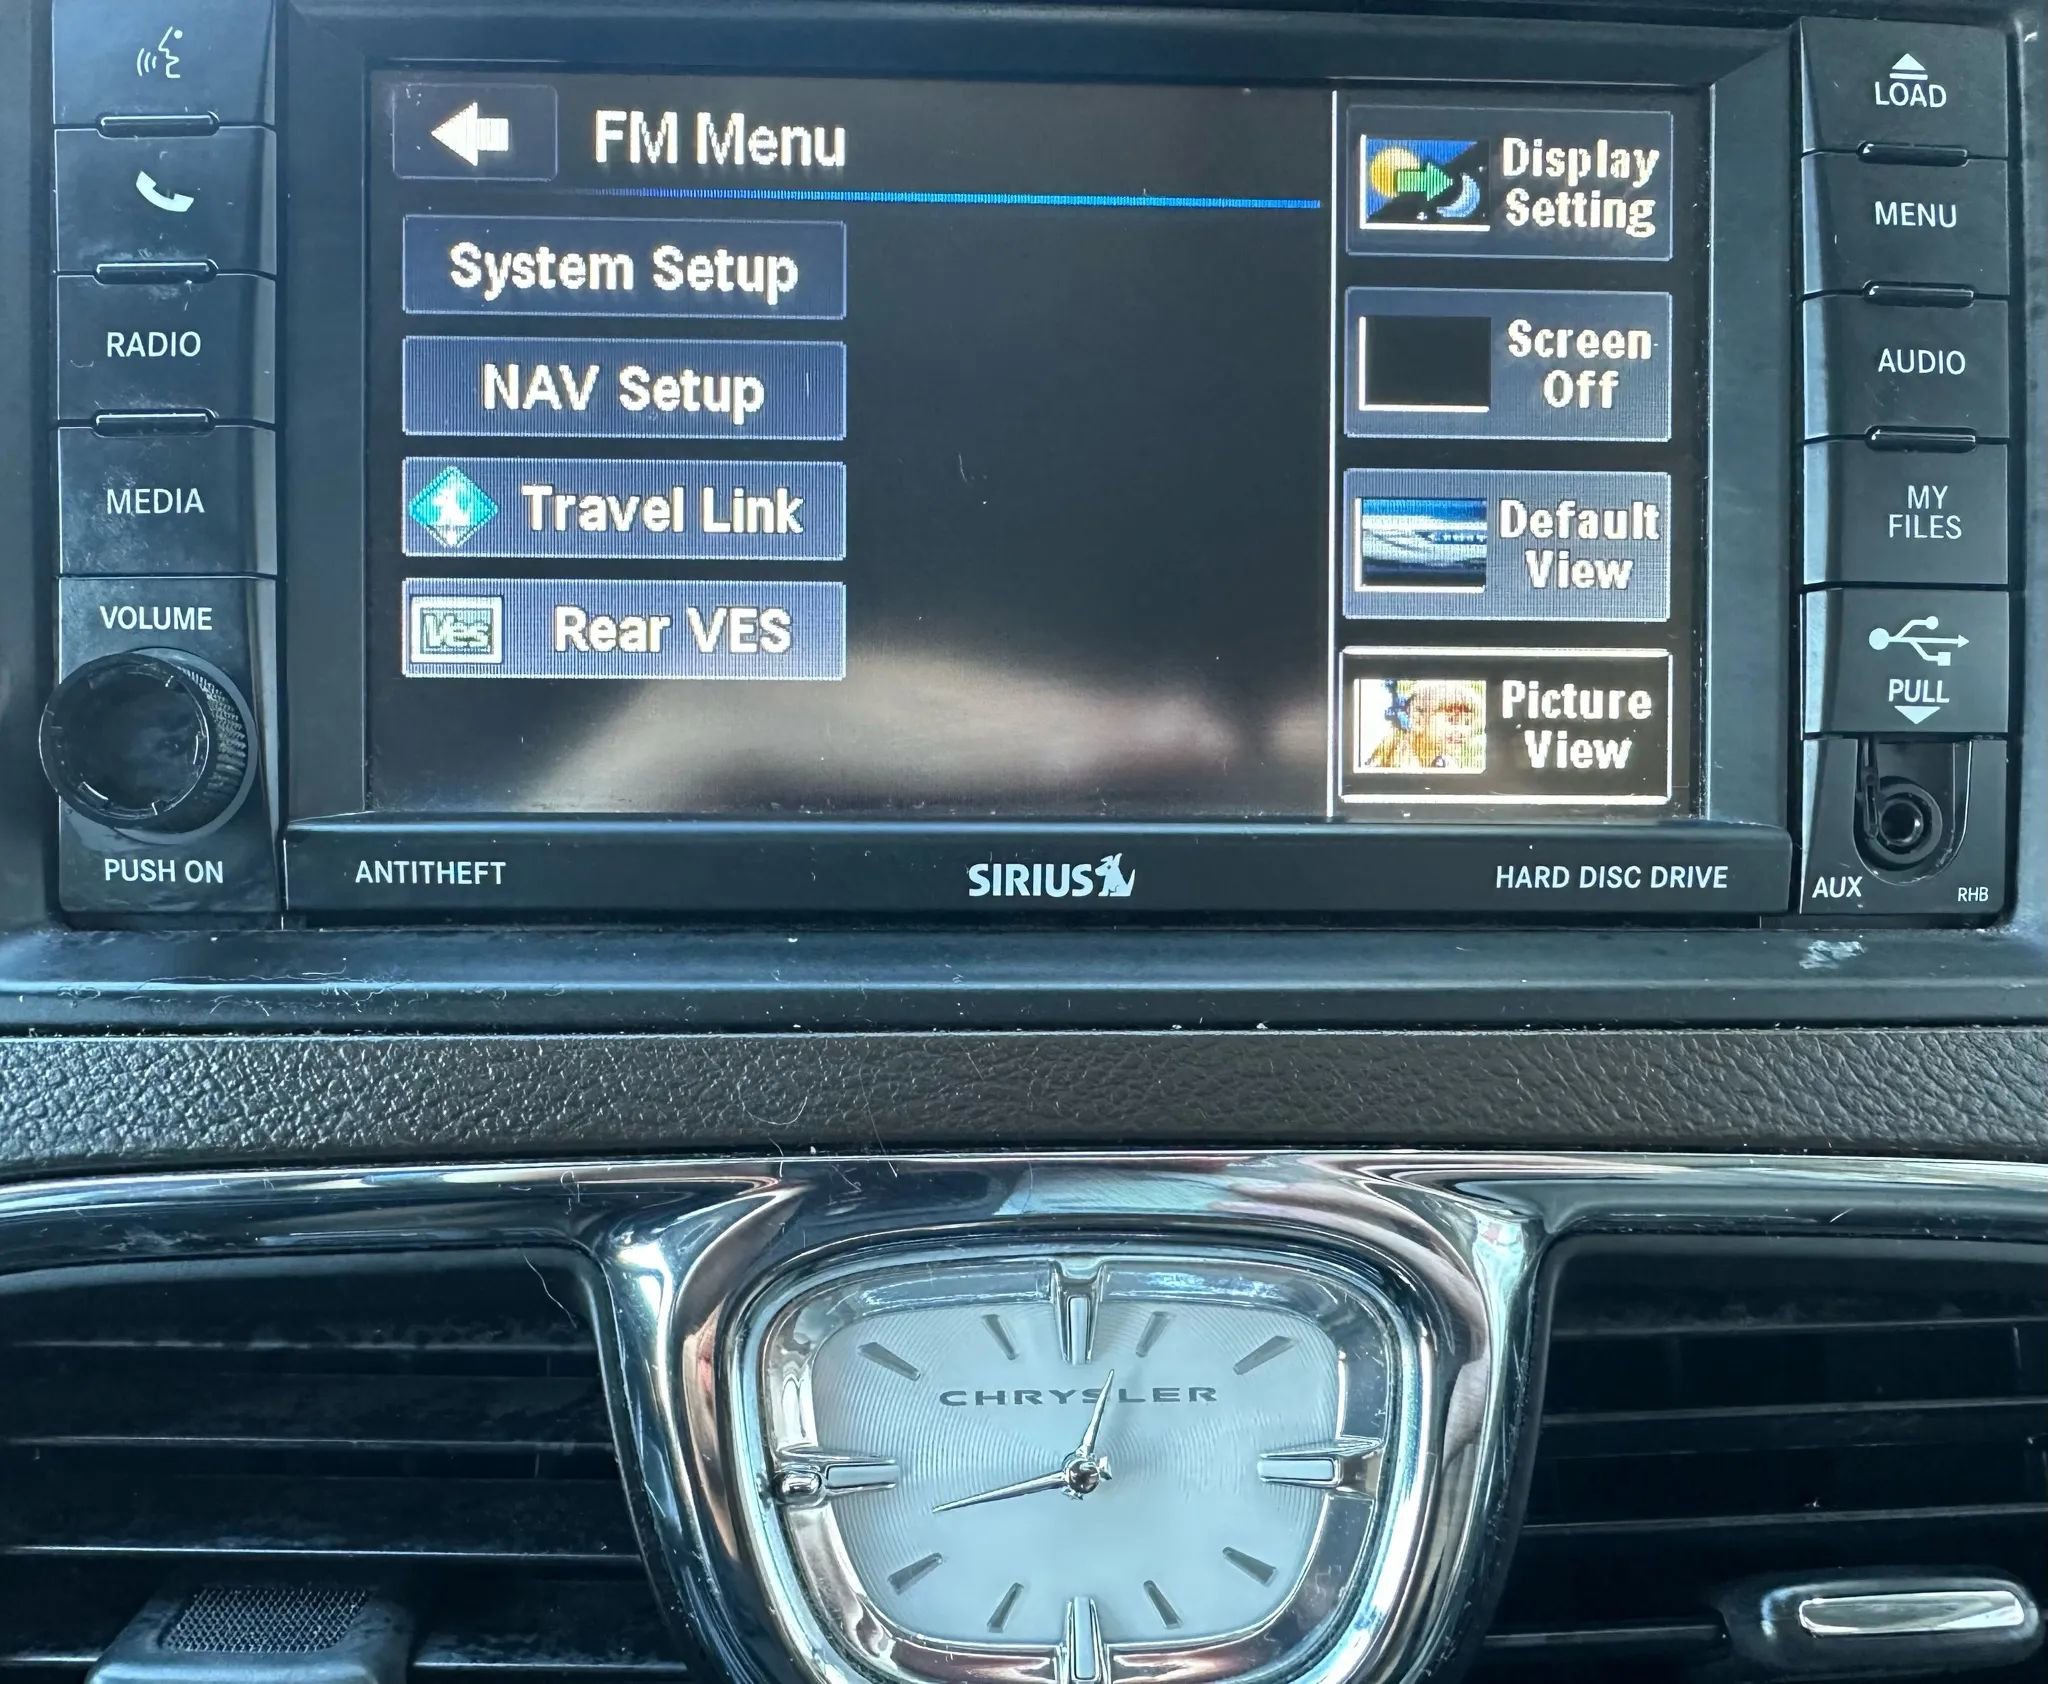 FM Menu
System Setup
NAV Setup
Travel Link
Ves
Rear VES
Display
Setting
Screen
Off
Default
View
Picture
View
RADIO
MEDIA
VOLUME
PUSH ON
LOAD
MENU
AUDIO
MY
FILES
PULL
AUX
RHB
ANTITHEFT
SIRIUS
HARD DISC DRIVE
CHRYSLER